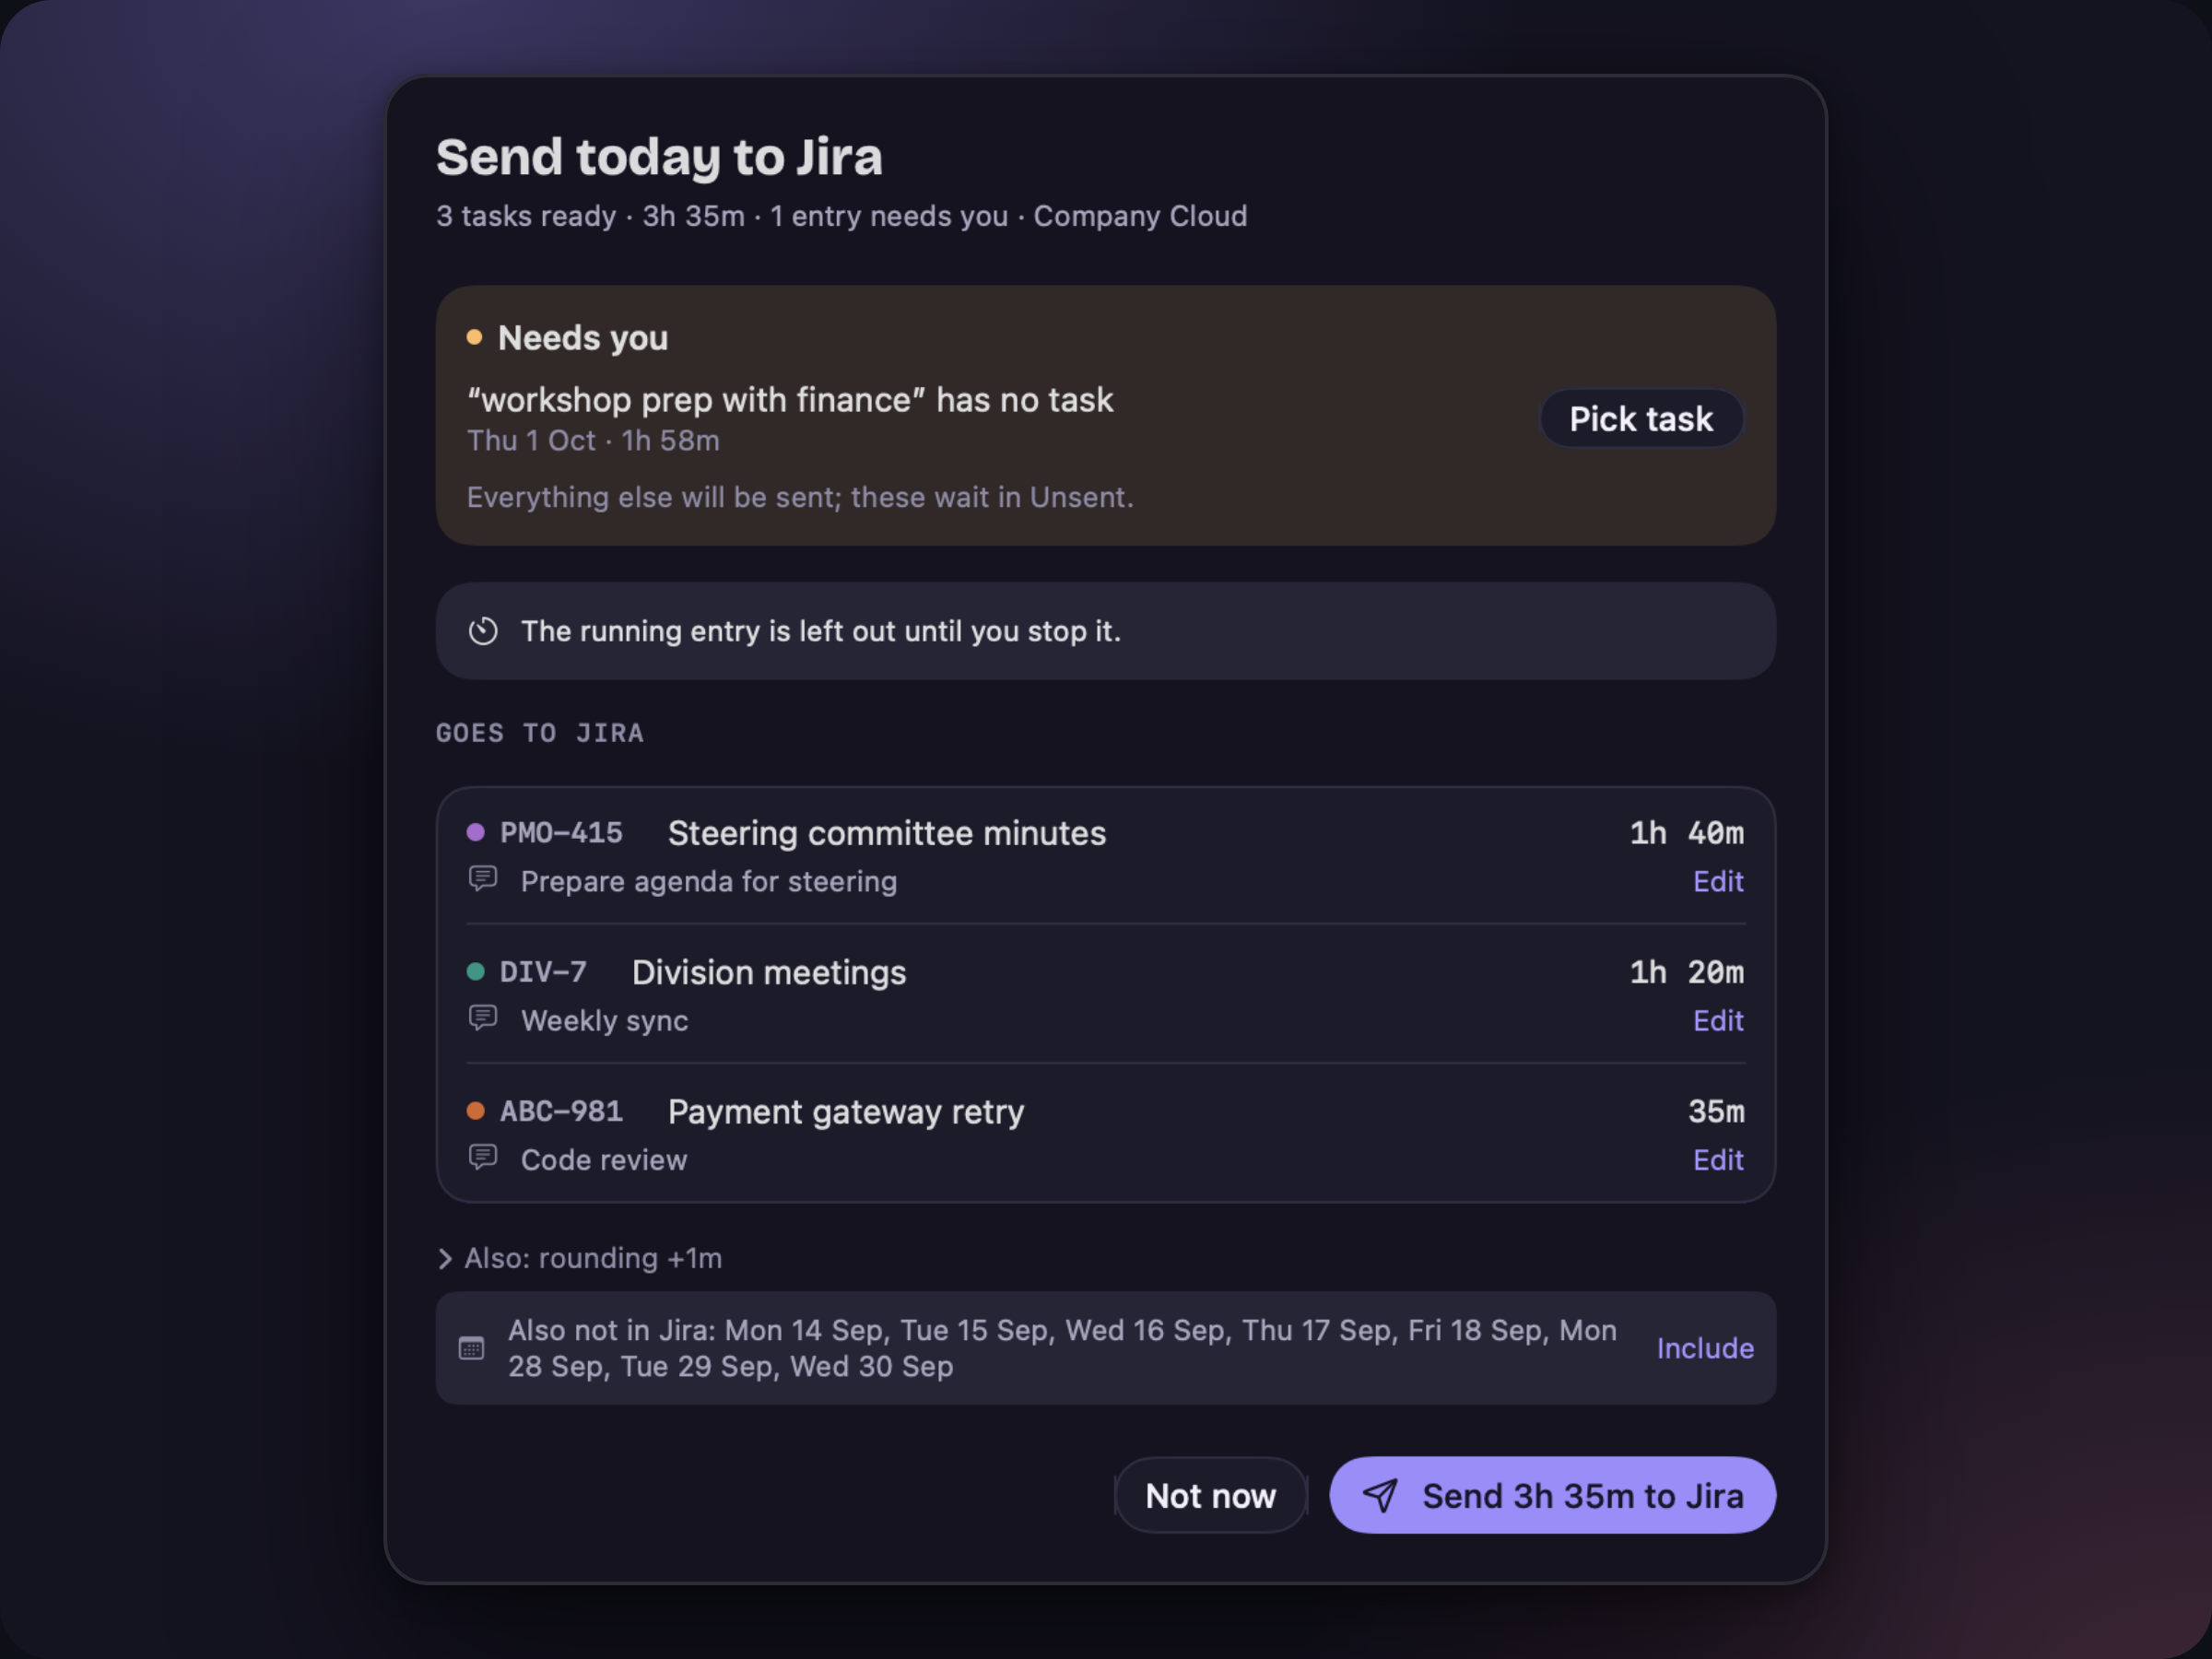 Send today to Jira
3 tasks ready · 3h 35m · 1 entry needs you · Company Cloud
Needs you
“workshop prep with finance” has no task
Thu 1 Oct · 1h 58m
Pick task
Everything else will be sent; these wait in Unsent.
The running entry is left out until you stop it.
GOES TO JIRA
PMO-415 Steering committee minutes 1h 40m
Prepare agenda for steering Edit
DIV-7 Division meetings 1h 20m
Weekly sync Edit
ABC-981 Payment gateway retry 35m
Code review Edit
Also: rounding +1m
Also not in Jira: Mon 14 Sep, Tue 15 Sep, Wed 16 Sep, Thu 17 Sep, Fri 18 Sep, Mon
28 Sep, Tue 29 Sep, Wed 30 Sep
Include
Not now
Send 3h 35m to Jira